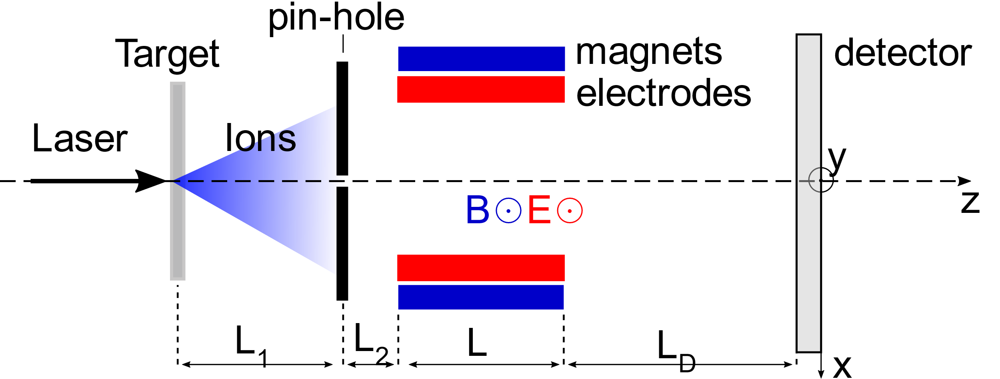 pin-hole
Target
magnets
detector
electrodes
Laser
Ions
y
B E
z
L1
L2
L
LD
x